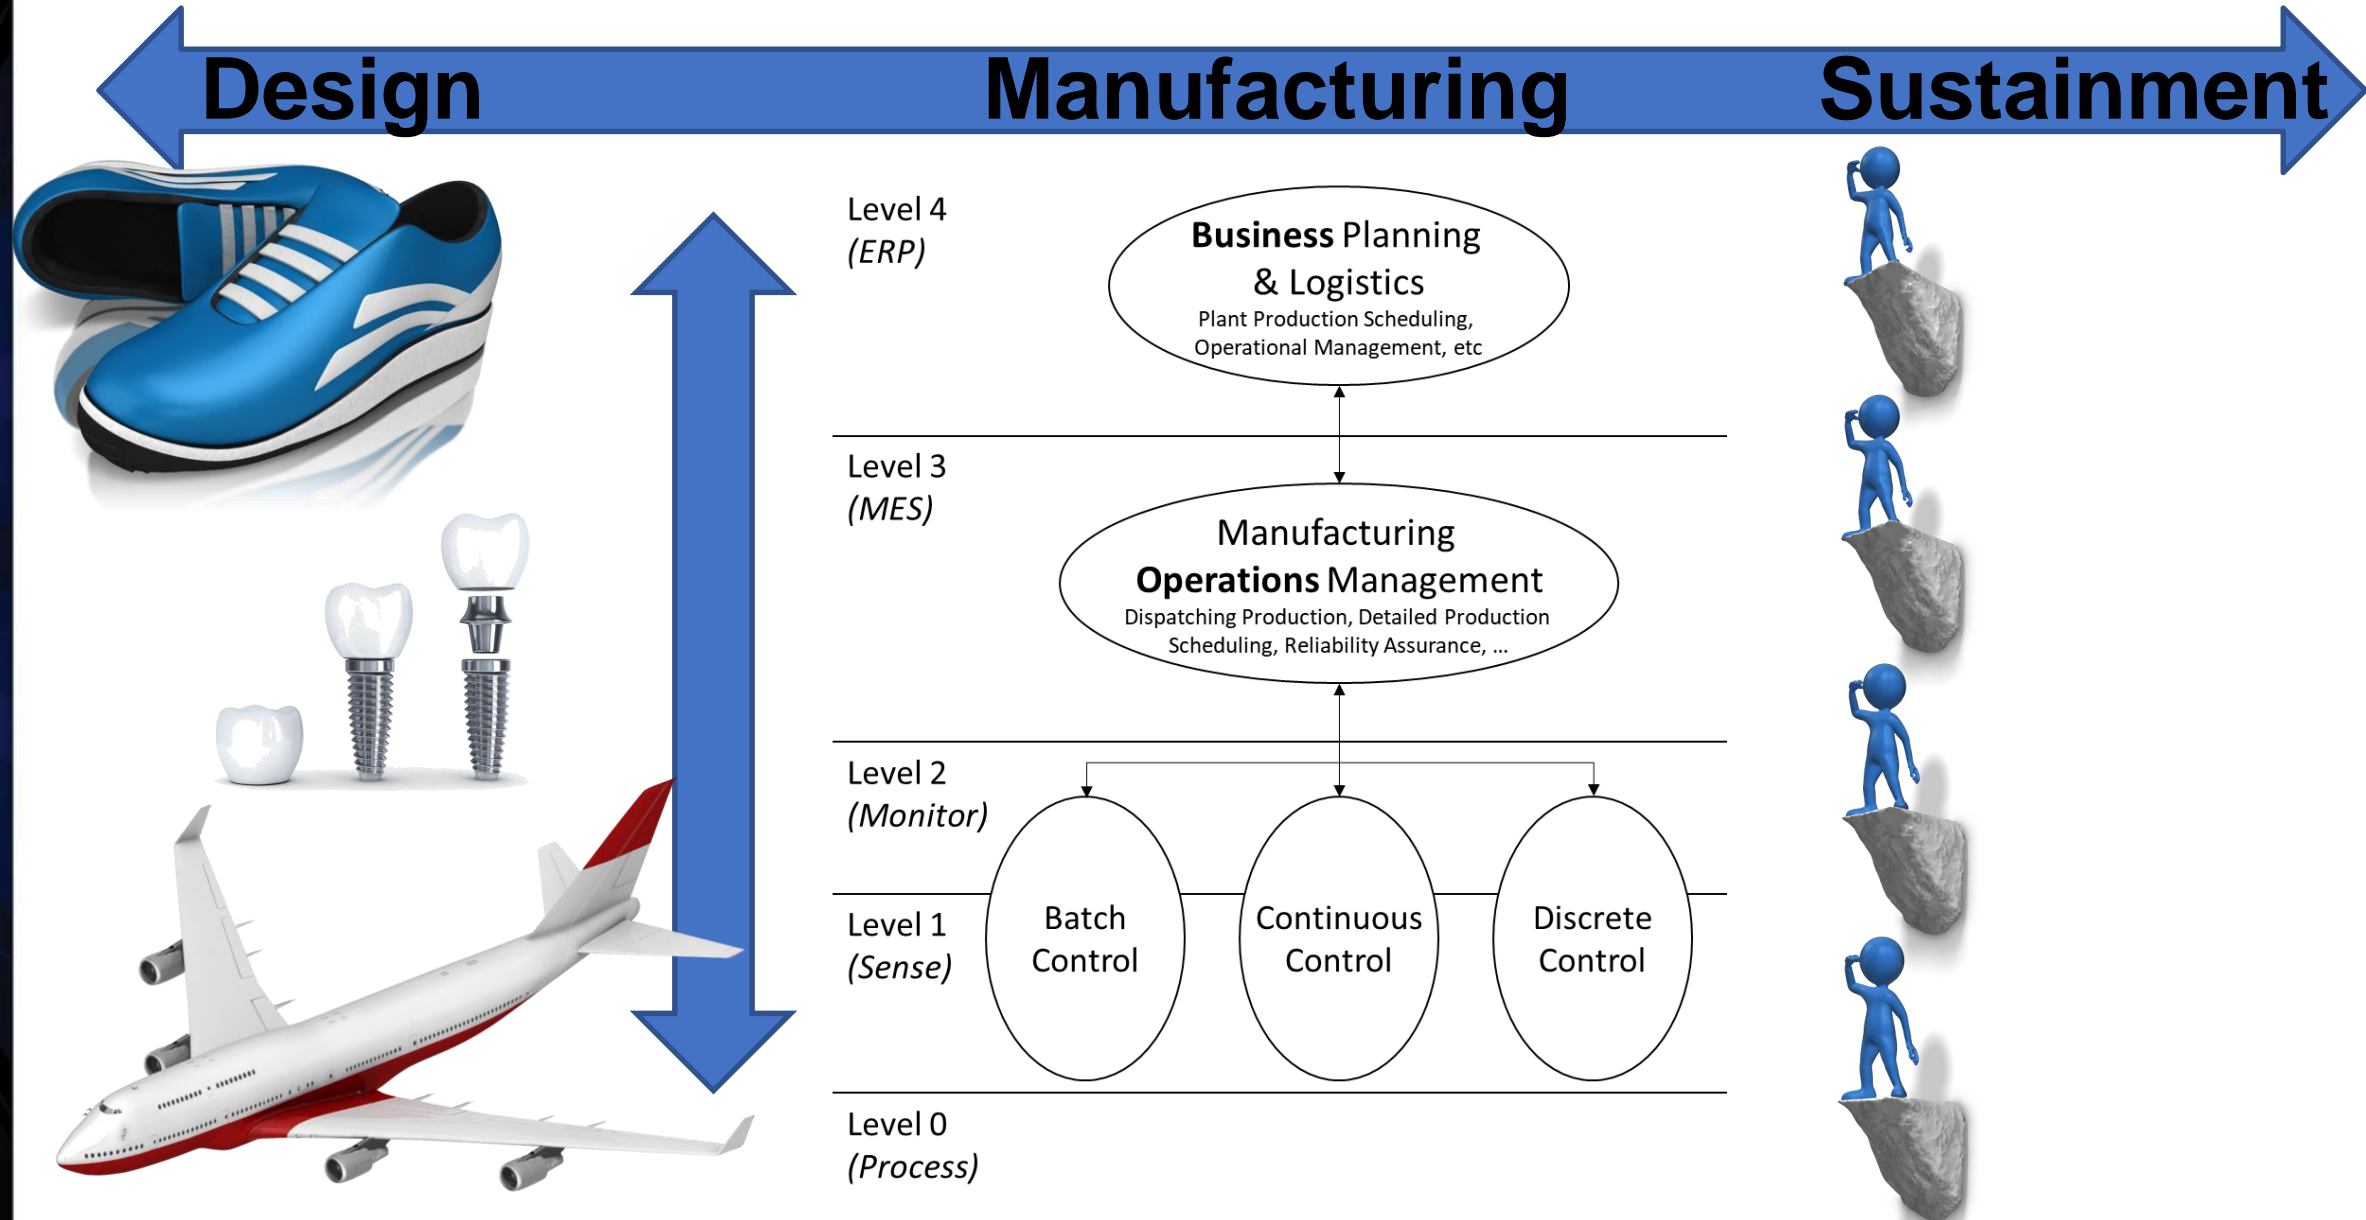 Design
Manufacturing
Sustainment
Level 4
(ERP)
Business Planning
& Logistics
Plant Production Scheduling,
Operational Management, etc
Level 3
(MES)
Manufacturing
Operations Management
Dispatching Production, Detailed Production
Scheduling, Reliability Assurance, ...
Level 2
(Monitor)
Level 1
(Sense)
Batch
Control
Continuous
Control
Discrete
Control
Level 0
(Process)